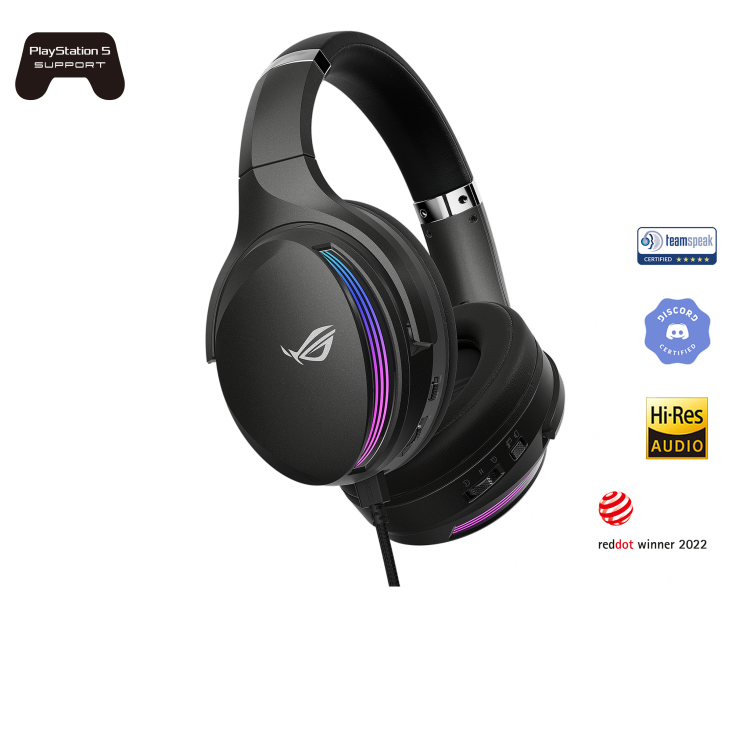 PlayStation 5
SUPPORT
teamspeak
CERTIFIED
DISCORD
CERTIFIED
Hi-Res
AUDIO
reddot winner 2022